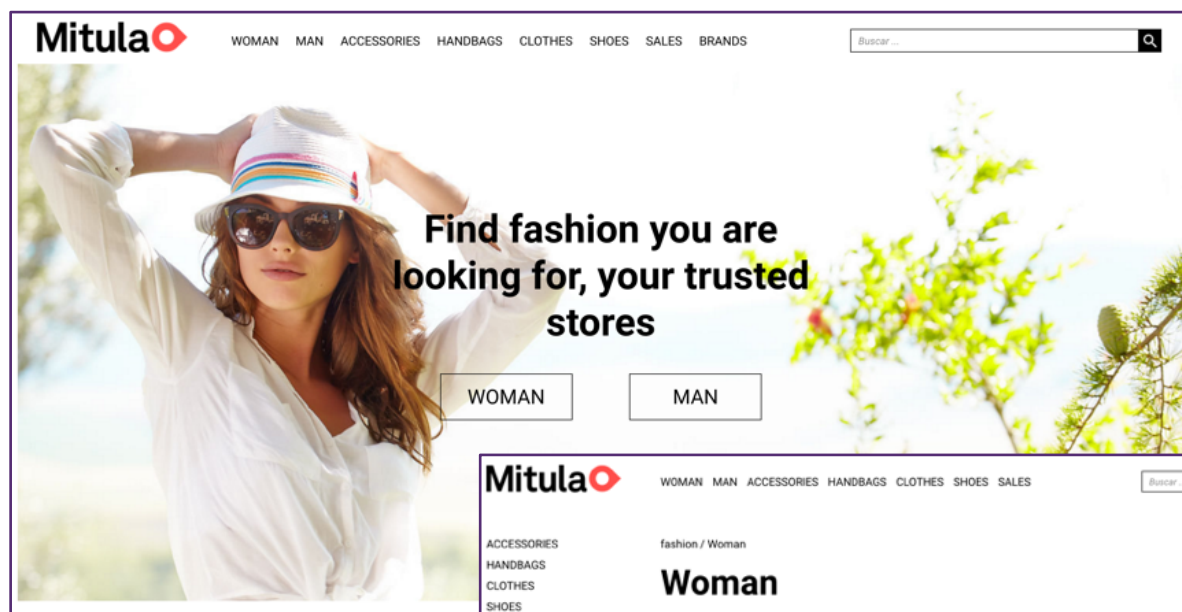 Mitula
WOMAN MAN ACCESSORIES HANDBAGS CLOTHES SHOES SALES BRANDS
Buscar ...
Find fashion you are
looking for, your trusted
stores
WOMAN
MAN
Mitula
WOMAN MAN ACCESSORIES HANDBAGS CLOTHES SHOES SALES
Buscar ..
ACCESSORIES
HANDBAGS
CLOTHES
SHOES
fashion / Woman
Woman